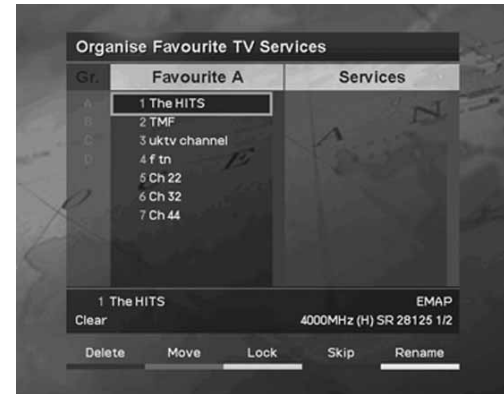 Organise Favourite TV Services
Gr. Favourite A Services
A 1 The HITS
B 2 TMF
C 3 uktv channel
D 4 f tn
5 Ch 22
6 Ch 32
7 Ch 44
1 The HITS EMAP
Clear 4000MHz (H) SR 28125 1/2
Delete Move Lock Skip Rename